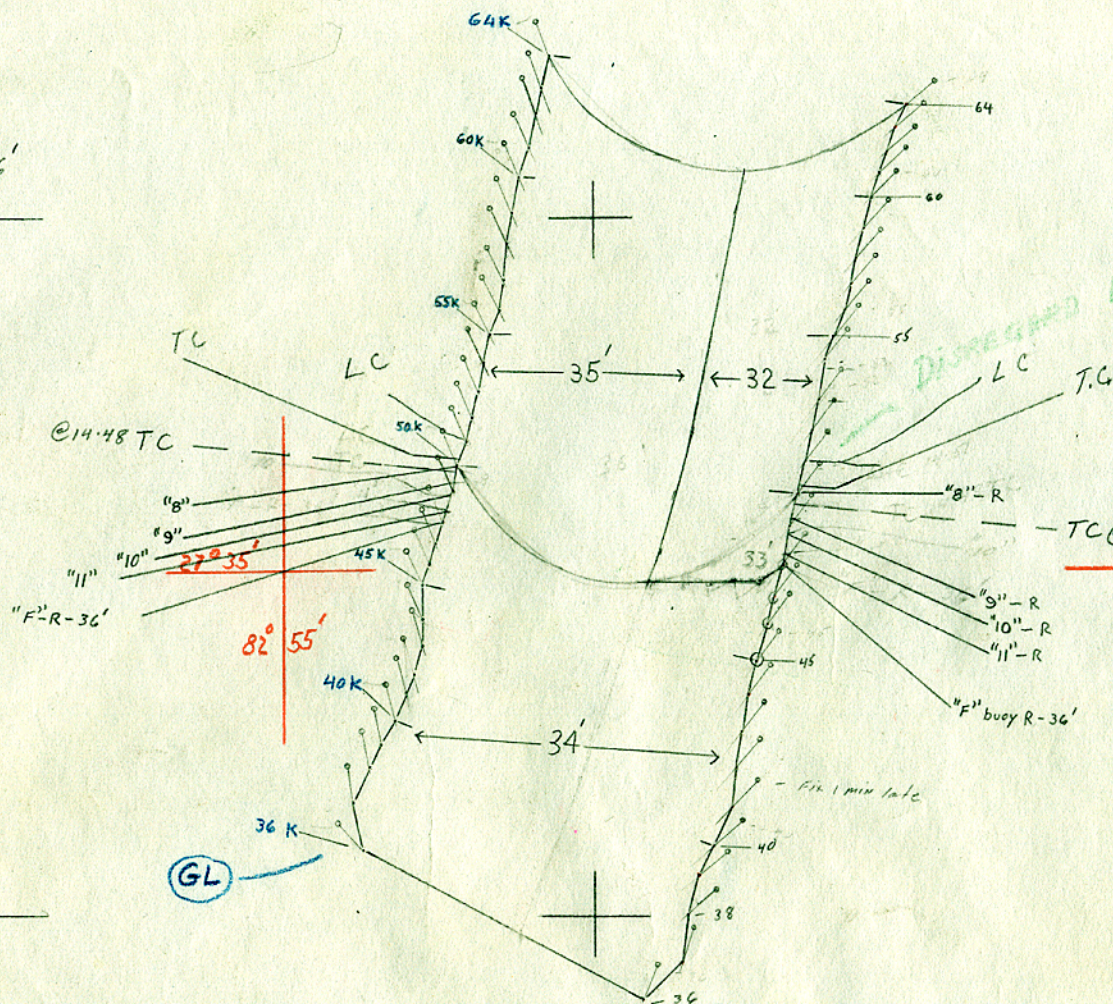 64K
64
60K
60
55K
55
TC
LC
35'
32
DISREGARD
LC
T.C
50K
@14:48 TC
"8"
"8"-R
"9"
"10"
"11"
45K
33'
TC
27° 35'
"F"-R-36'
"9"-R
"10"-R
"11"-R
45
82° 55'
40K
"F" buoy R-36'
34'
Fix 1 min late
36 K
40
GL
38
36